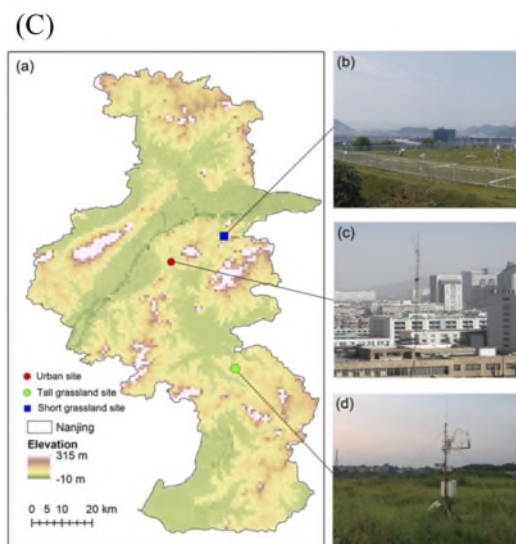 (C)
(a)
(b)
(c)
(d)
Urban site
Tall grassland site
Short grassland site
Nanjing
Elevation
315 m
-10 m
0 5 10 20 km